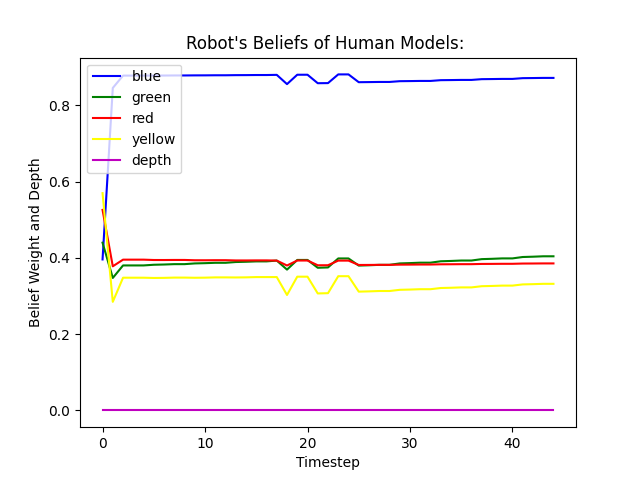 Robot's Beliefs of Human Models:
blue
green
red
yellow
depth
Belief Weight and Depth
0.8
0.6
0.4
0.2
0.0
0 10 20 30 40
Timestep